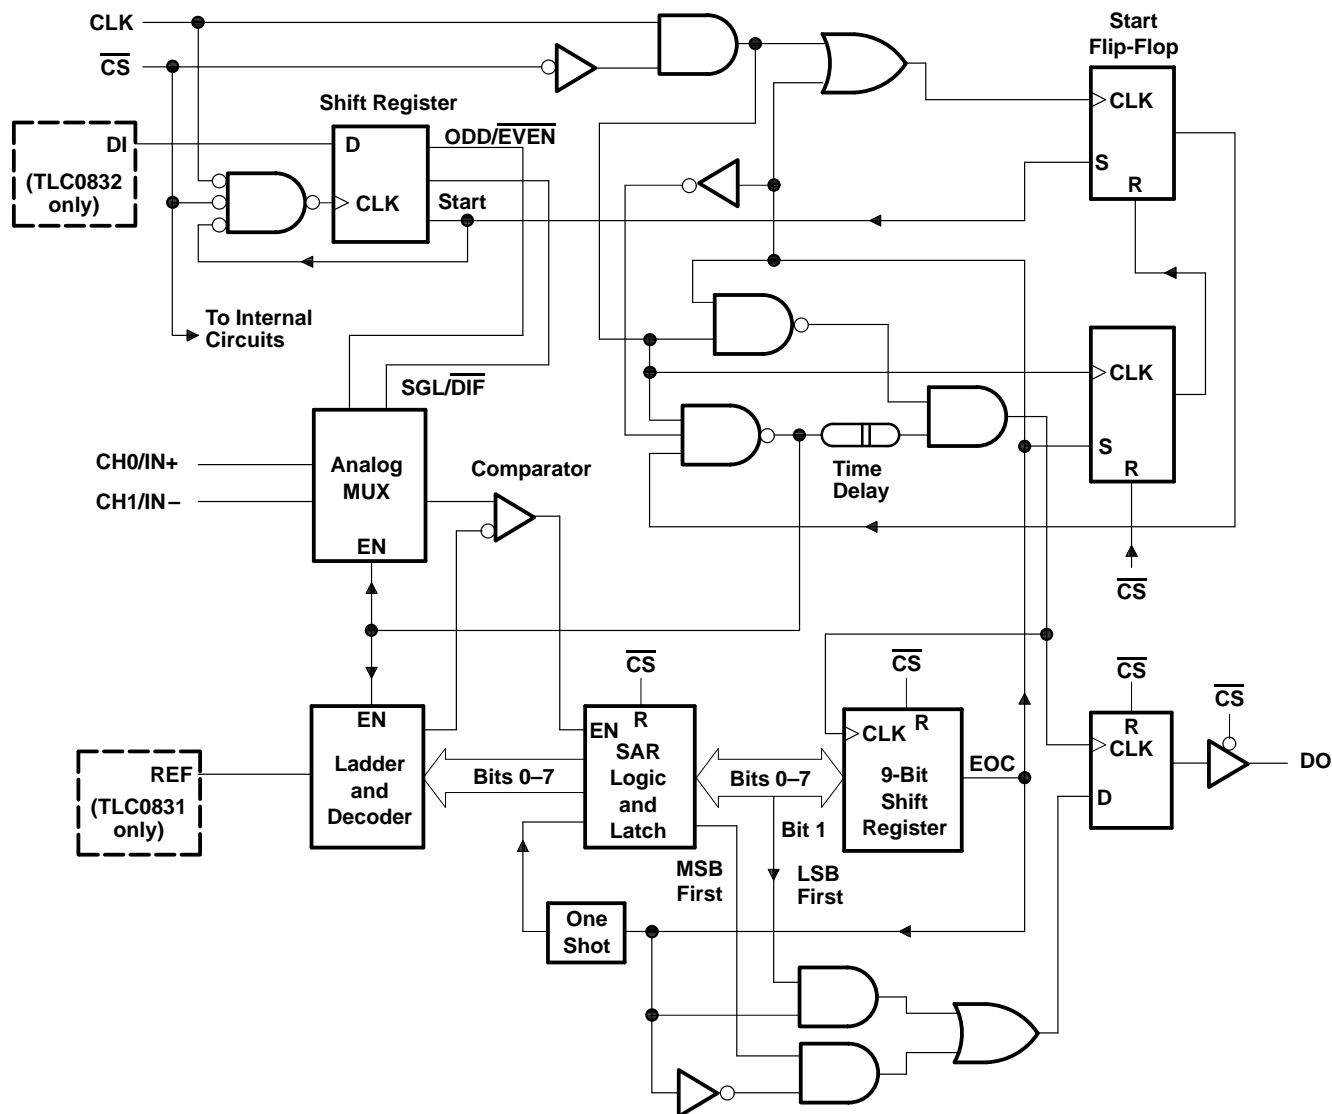 CLK
CS
Start
Flip-Flop
CLK
S
R
Shift Register
ODD/EVEN
DI
(TLC0832
only)
D
CLK
Start
To Internal
Circuits
SGL/DIF
CLK
S
R
CS
CH0/IN+
CH1/IN–
Analog
MUX
EN
Comparator
Time
Delay
CS
CS
CS
CS
EN
Ladder
and
Decoder
REF
(TLC0831
only)
Bits 0–7
EN
R
SAR
Logic
and
Latch
Bits 0–7
CLK
R
9-Bit
Shift
Register
EOC
R
CLK
D
DO
Bit 1
MSB
First
LSB
First
One
Shot